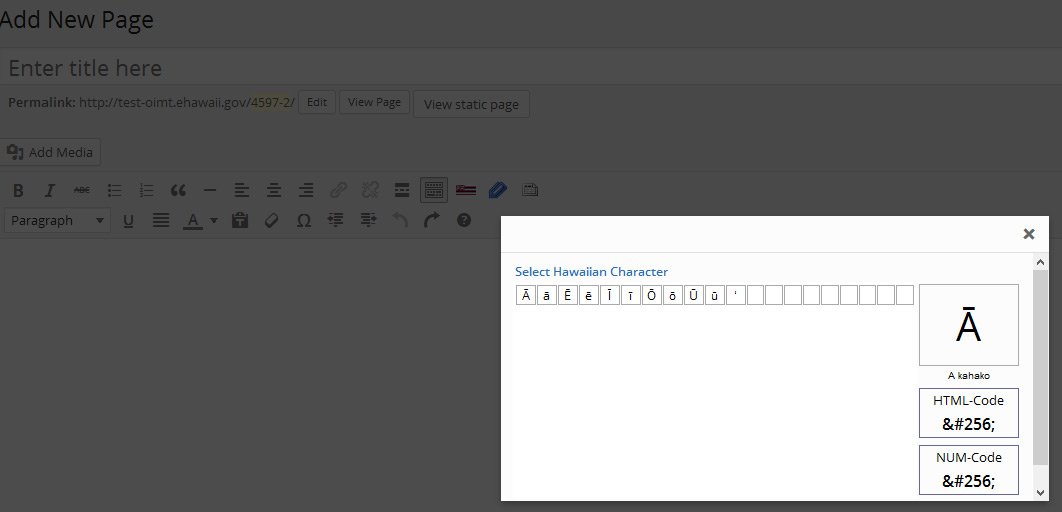 Add New Page
Enter title here
Permalink: http://test-oimt.ehawaii.gov/4597-2/ Edit View Page View static page
Add Media
B I ABC
Paragraph U A T Ω ?
Select Hawaiian Character
Ā ā Ē ē Ī ī Ō ō Ū ū ‘
Ā
A kahako
HTML-Code
&#256;
NUM-Code
&#256;